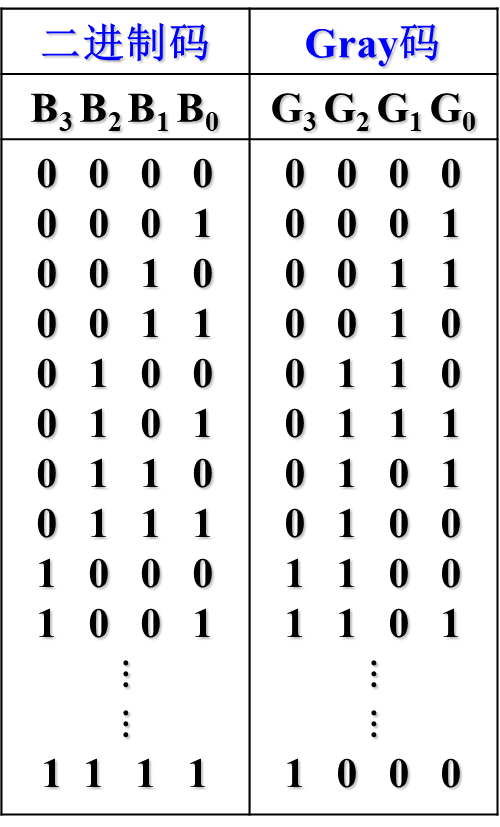 二进制码 Gray码
B₃ B₂ B₁ B₀ G₃ G₂ G₁ G₀
0 0 0 0 0 0 0 0
0 0 0 1 0 0 0 1
0 0 1 0 0 0 1 1
0 0 1 1 0 0 1 0
0 1 0 0 0 1 1 0
0 1 0 1 0 1 1 1
0 1 1 0 0 1 0 1
0 1 1 1 0 1 0 0
1 0 0 0 1 1 0 0
1 0 0 1 1 1 0 1
⋮ ⋮
⋮ ⋮
1 1 1 1 1 0 0 0